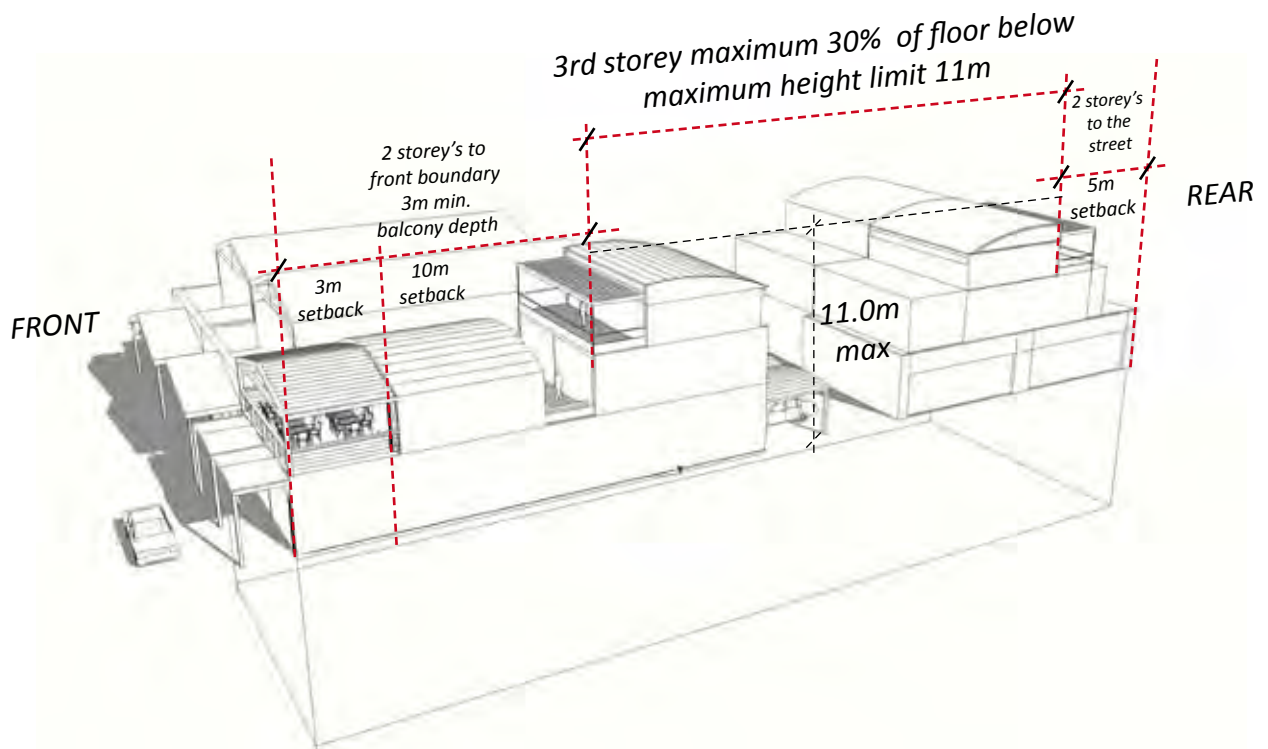 3rd storey maximum 30% of floor below
maximum height limit 11m
2 storey's
to the
street
2 storey's to
front boundary
3m min.
balcony depth
5m
setback
REAR
10m
setback
3m
setback
FRONT
11.0m
max